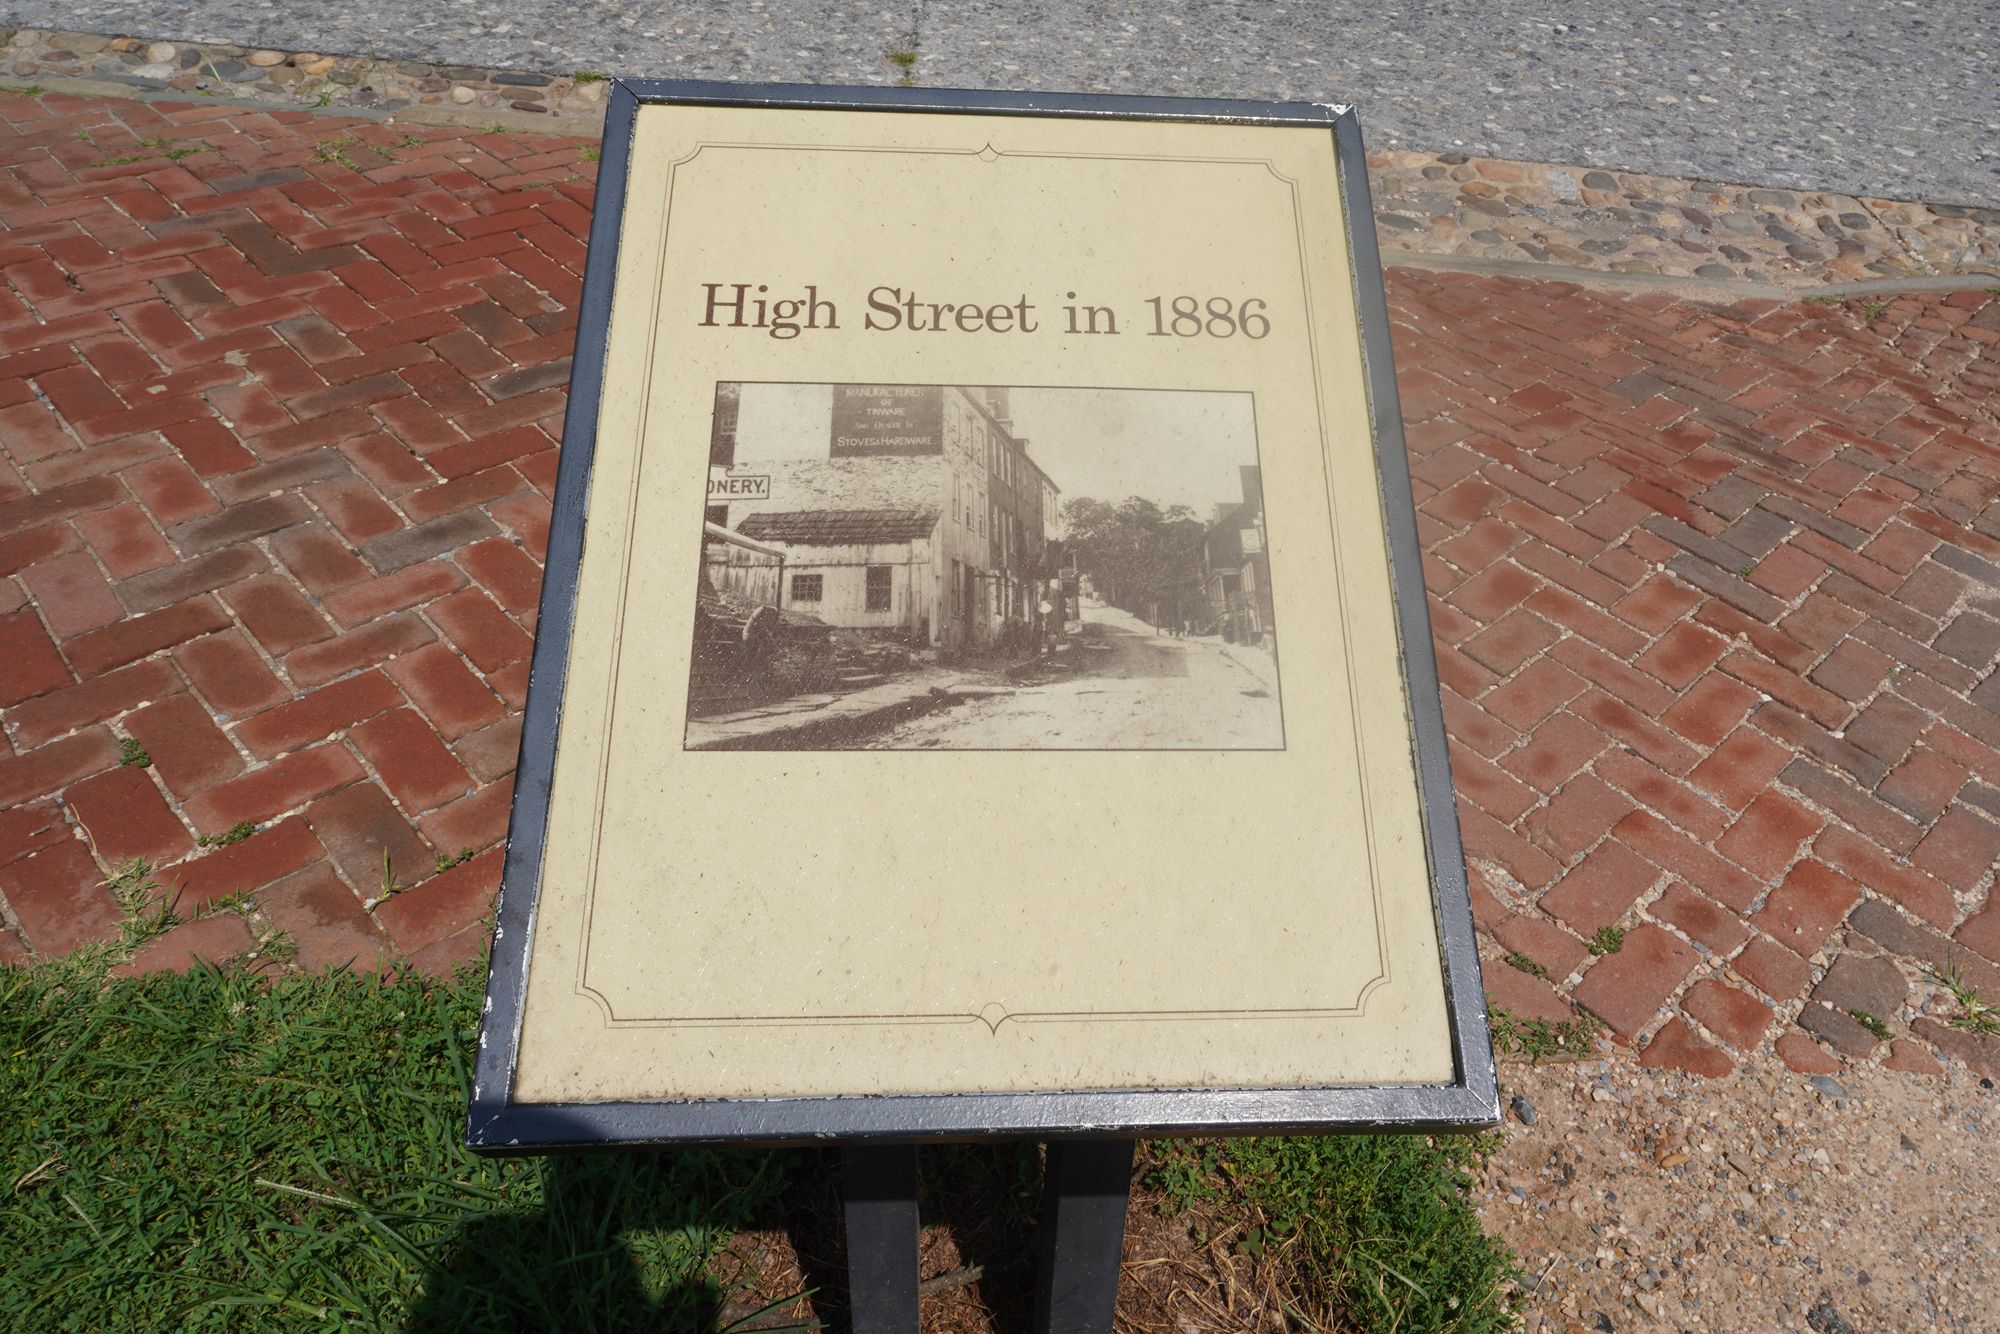 High Street in 1886
MANUFACTURER
OF
TINWARE
AND DEALER IN
STOVES & HARDWARE.
ONERY.